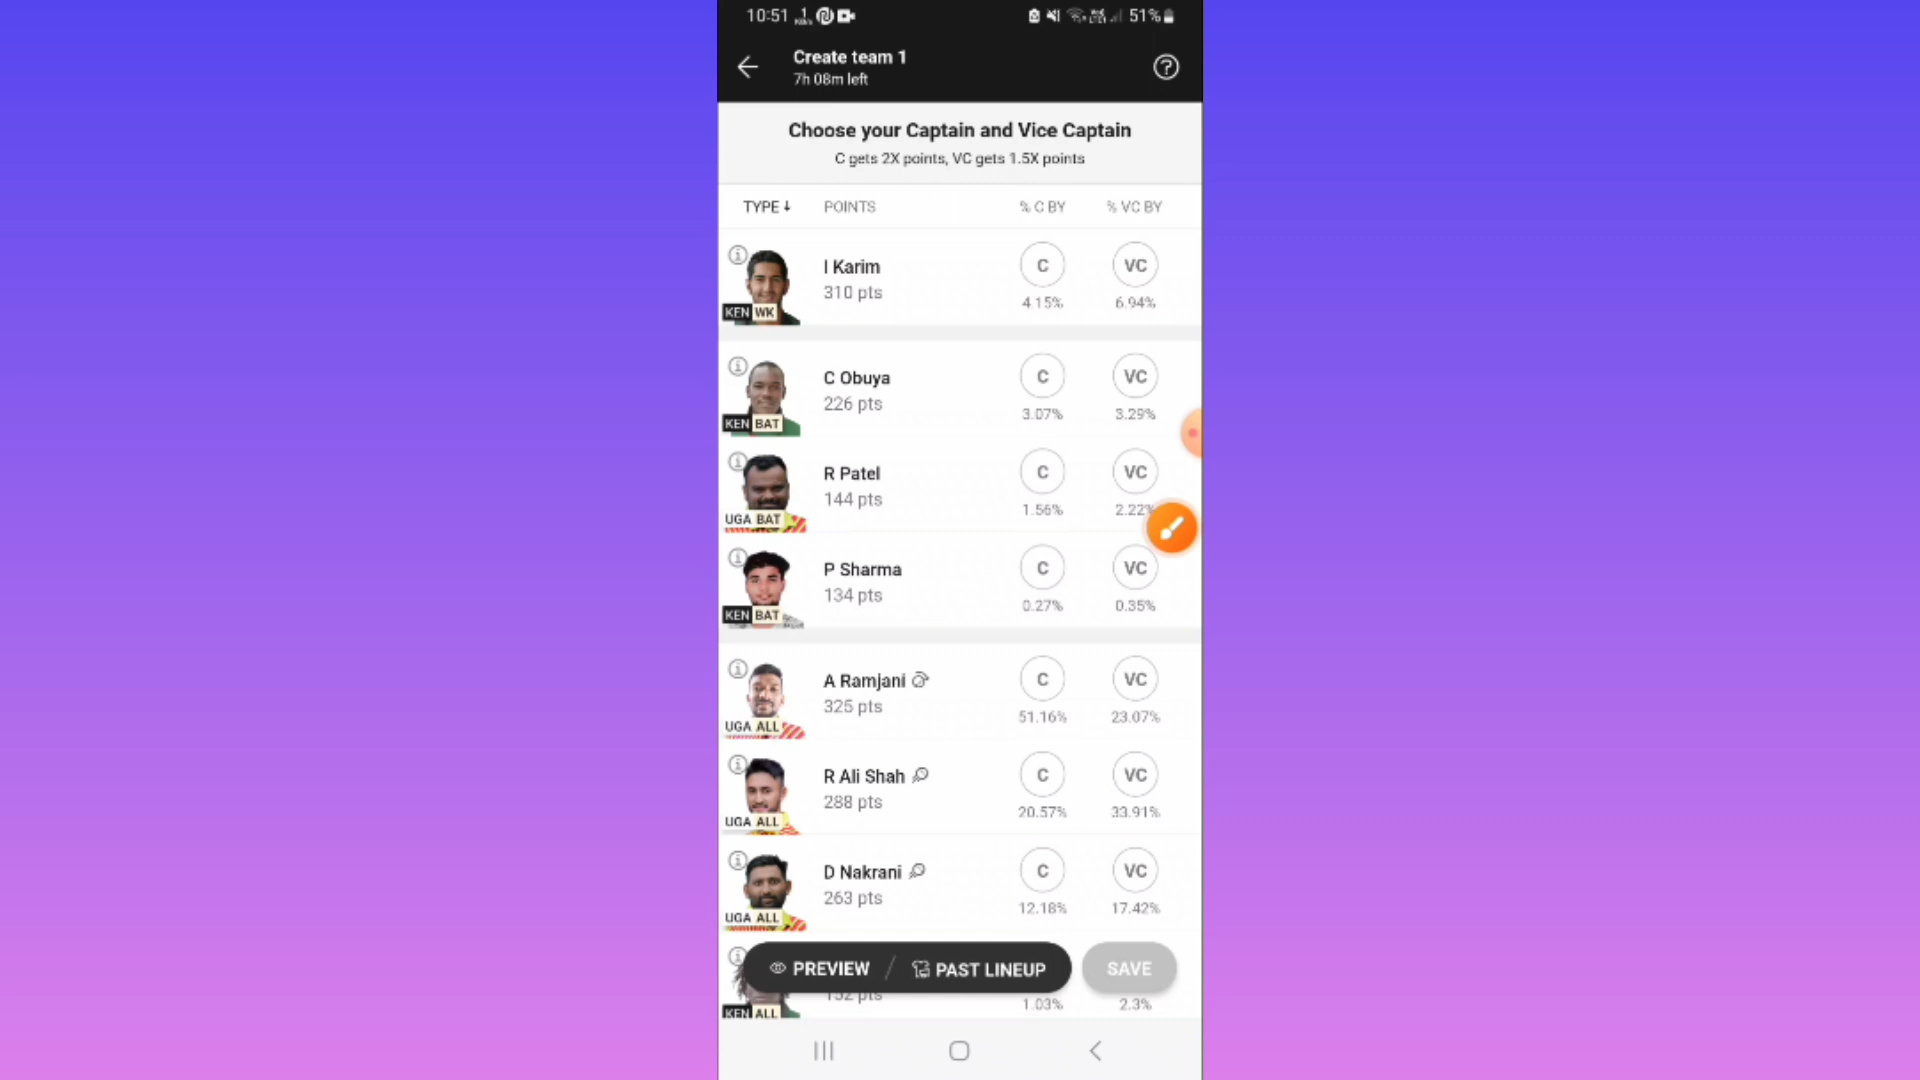 10:51 51%
Create team 1
7h 08m left
Choose your Captain and Vice Captain
C gets 2X points, VC gets 1.5X points
TYPE POINTS % C BY % VC BY
I Karim C VC
310 pts
KEN WK 4.15% 6.94%
C Obuya C VC
226 pts
KEN BAT 3.07% 3.29%
R Patel C VC
144 pts
UGA BAT 1.56% 2.22%
P Sharma C VC
134 pts
KEN BAT 0.27% 0.35%
A Ramjani C VC
325 pts
UGA ALL 51.16% 23.07%
R Ali Shah C VC
288 pts
UGA ALL 20.57% 33.91%
D Nakrani C VC
263 pts
UGA ALL 12.18% 17.42%
PREVIEW / PAST LINEUP SAVE
152 pts
KEN ALL 1.03% 2.3%